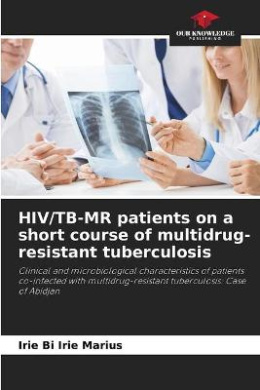 OUR KNOWLEDGE
PUBLISHING
HIV/TB-MR patients on a
short course of multidrug-
resistant tuberculosis
Clinical and microbiological characteristics of patients
co-infected with multidrug-resistant tuberculosis: Case
of Abidjan
Irie Bi Irie Marius